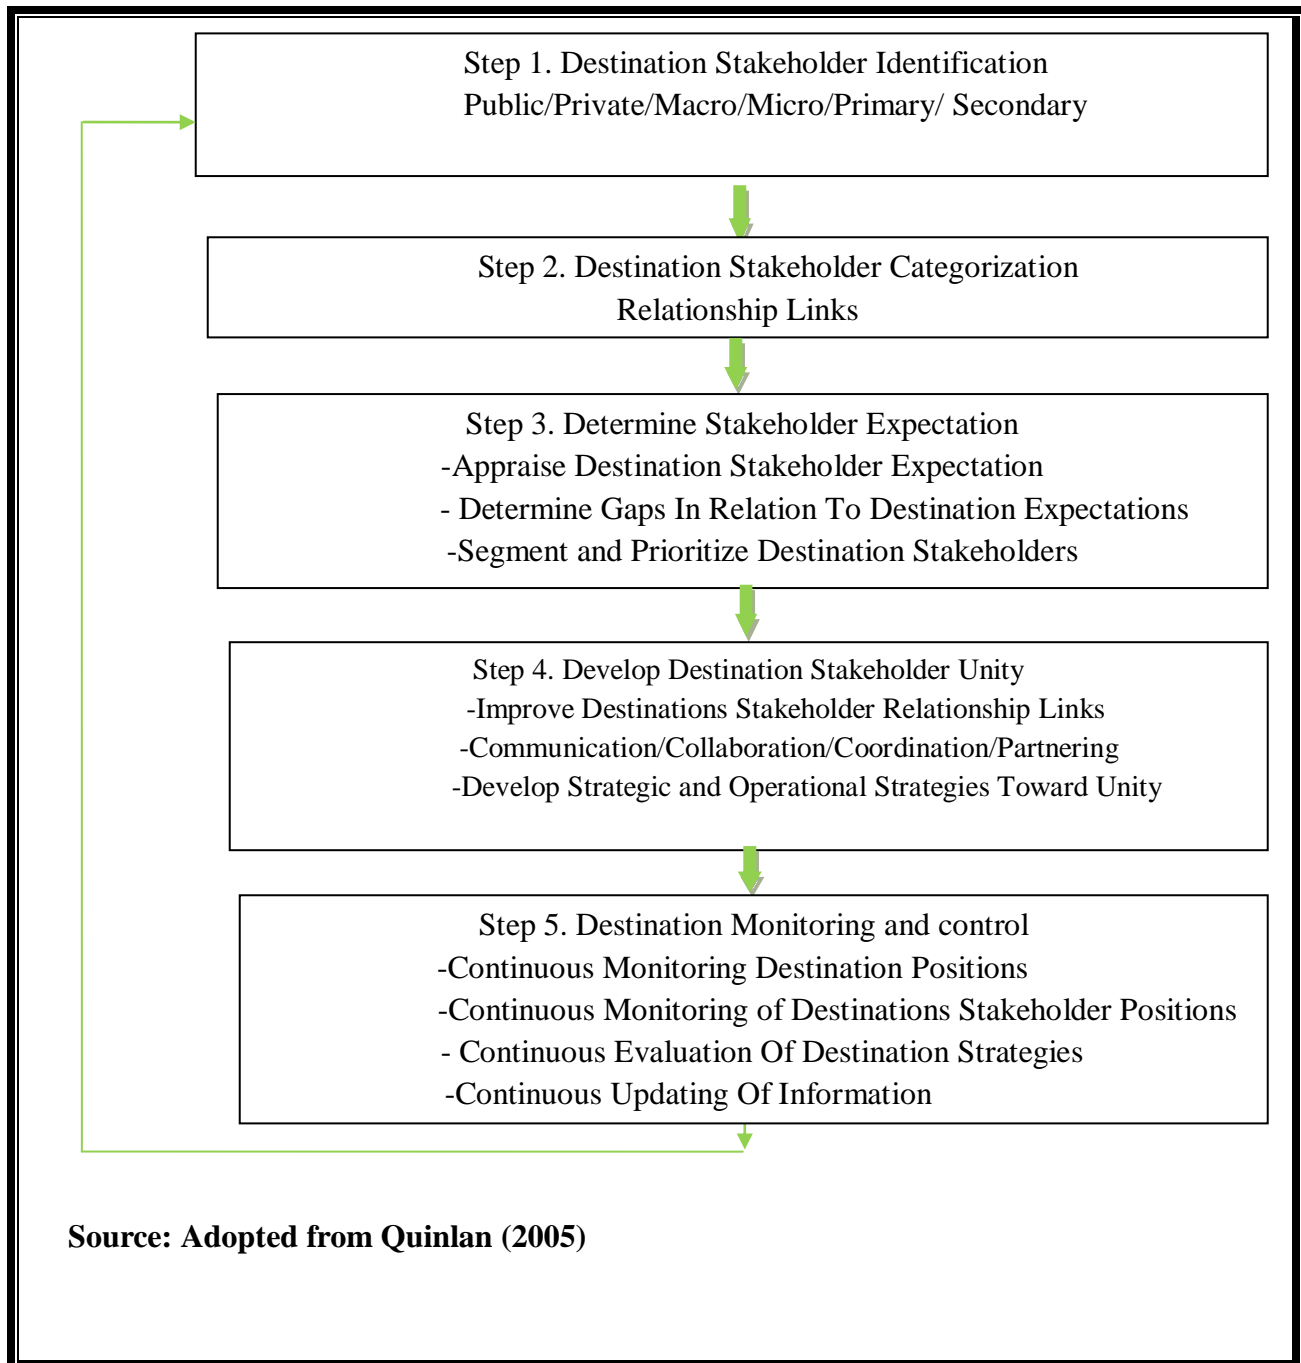 Step 1. Destination Stakeholder Identification
Public/Private/Macro/Micro/Primary/ Secondary
Step 2. Destination Stakeholder Categorization
Relationship Links
Step 3. Determine Stakeholder Expectation
-Appraise Destination Stakeholder Expectation
- Determine Gaps In Relation To Destination Expectations
-Segment and Prioritize Destination Stakeholders
Step 4. Develop Destination Stakeholder Unity
-Improve Destinations Stakeholder Relationship Links
-Communication/Collaboration/Coordination/Partnering
-Develop Strategic and Operational Strategies Toward Unity
Step 5. Destination Monitoring and control
-Continuous Monitoring Destination Positions
-Continuous Monitoring of Destinations Stakeholder Positions
- Continuous Evaluation Of Destination Strategies
-Continuous Updating Of Information
Source: Adopted from Quinlan (2005)